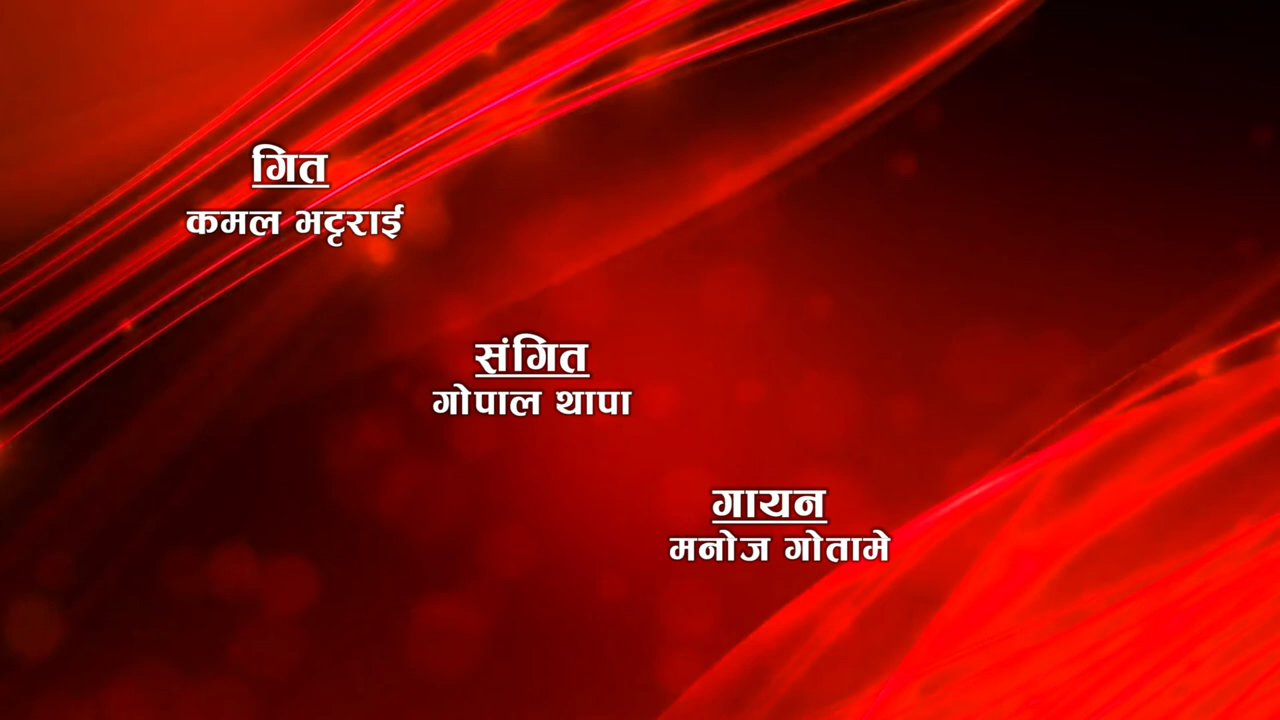 गित
कमल भट्टराई
संगित
गोपाल थापा
गायन
मनोज गोतामे